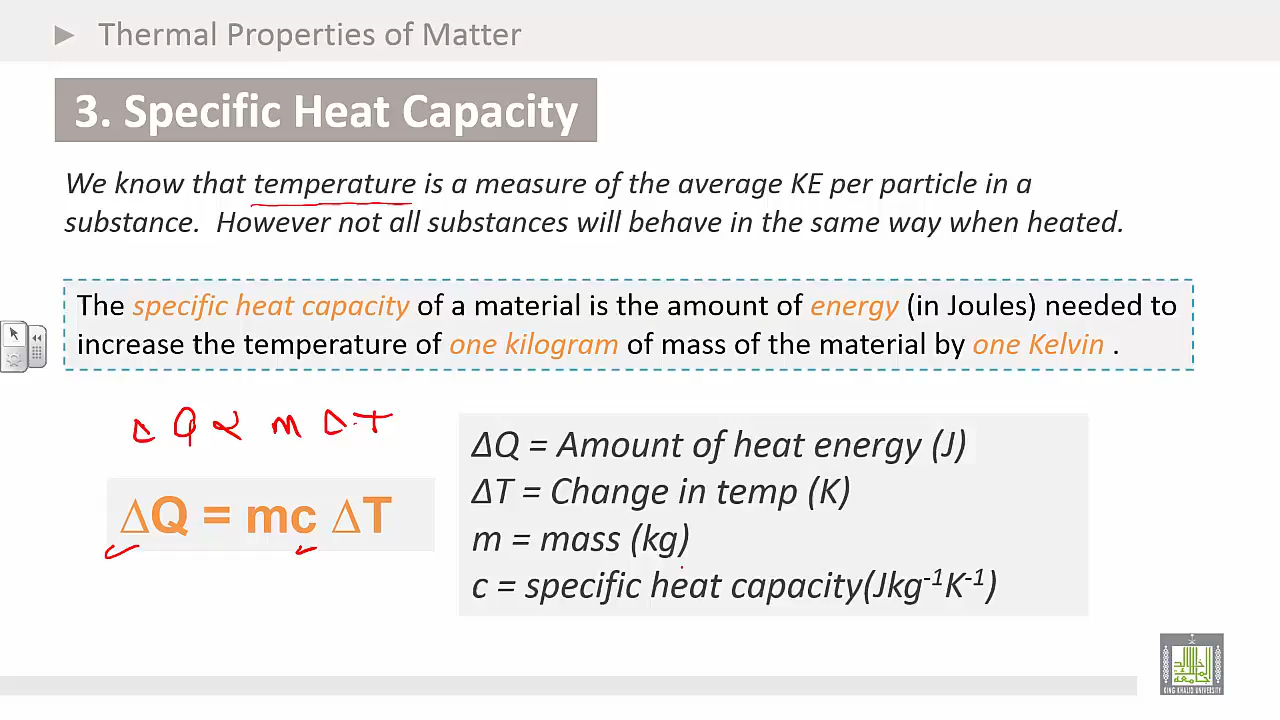 Thermal Properties of Matter
3. Specific Heat Capacity
We know that temperature is a measure of the average KE per particle in a
substance. However not all substances will behave in the same way when heated.
The specific heat capacity of a material is the amount of energy (in Joules) needed to
increase the temperature of one kilogram of mass of the material by one Kelvin .
Δ Q ∝ m Δ T
ΔQ = mc ΔT
ΔQ = Amount of heat energy (J)
ΔT = Change in temp (K)
m = mass (kg)
c = specific heat capacity(Jkg⁻¹K⁻¹)
KING KHALID UNIVERSITY